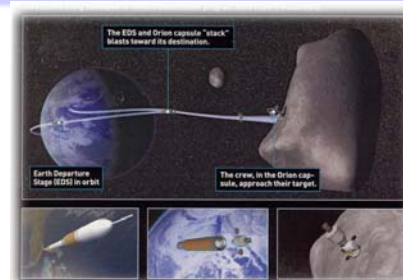 The EDS and Orion capsule "stack"
blasts toward its destination.
Earth Departure
Stage (EDS) in orbit
The crew, in the Orion cap-
sule, approach their target.